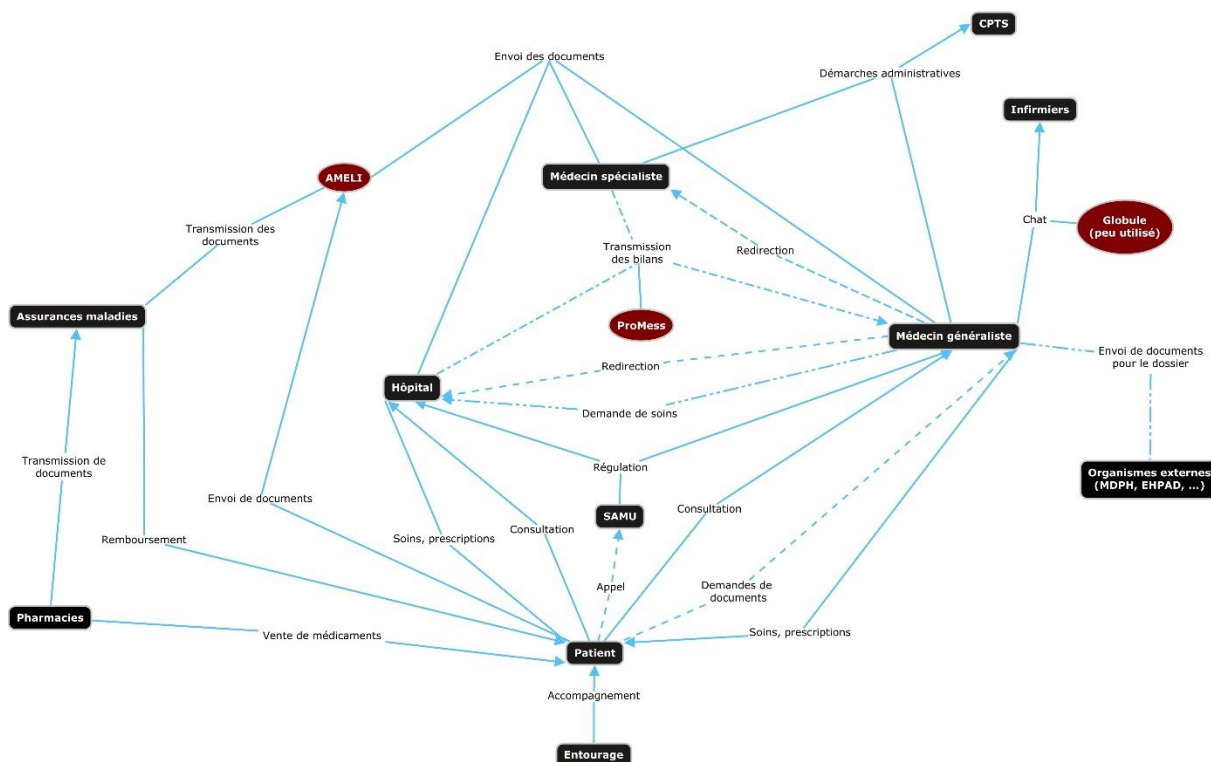 CPTS
Envoi des documents
Démarches administratives
Infirmiers
AMELI
Médecin spécialiste
Globule
(peu utilisé)
Chat
Transmission des
documents
Transmission
des bilans
Redirection
Assurances maladies
ProMess
Médecin généraliste
Envoi de documents
pour le dossier
Redirection
Hôpital
Demande de soins
Transmission de
documents
Régulation
Organismes externes
(MDPH, EHPAD, ...)
Envoi de documents
Consultation
SAMU
Consultation
Remboursement
Soins, prescriptions
Appel
Demandes de
documents
Pharmacies
Vente de médicaments
Soins, prescriptions
Patient
Accompagnement
Entourage